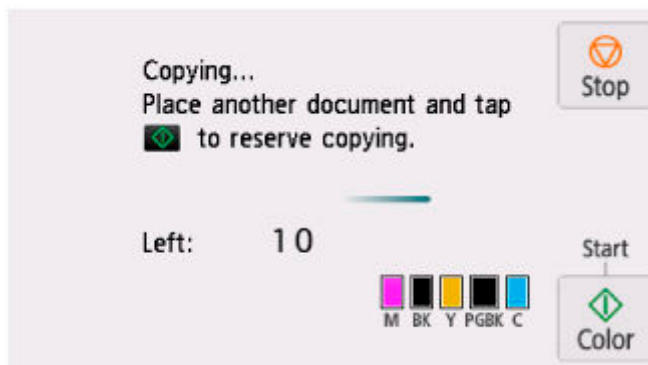 Copying...
Place another document and tap
to reserve copying.
Stop
Left: 10
Start
Color
M BK Y PGBK C